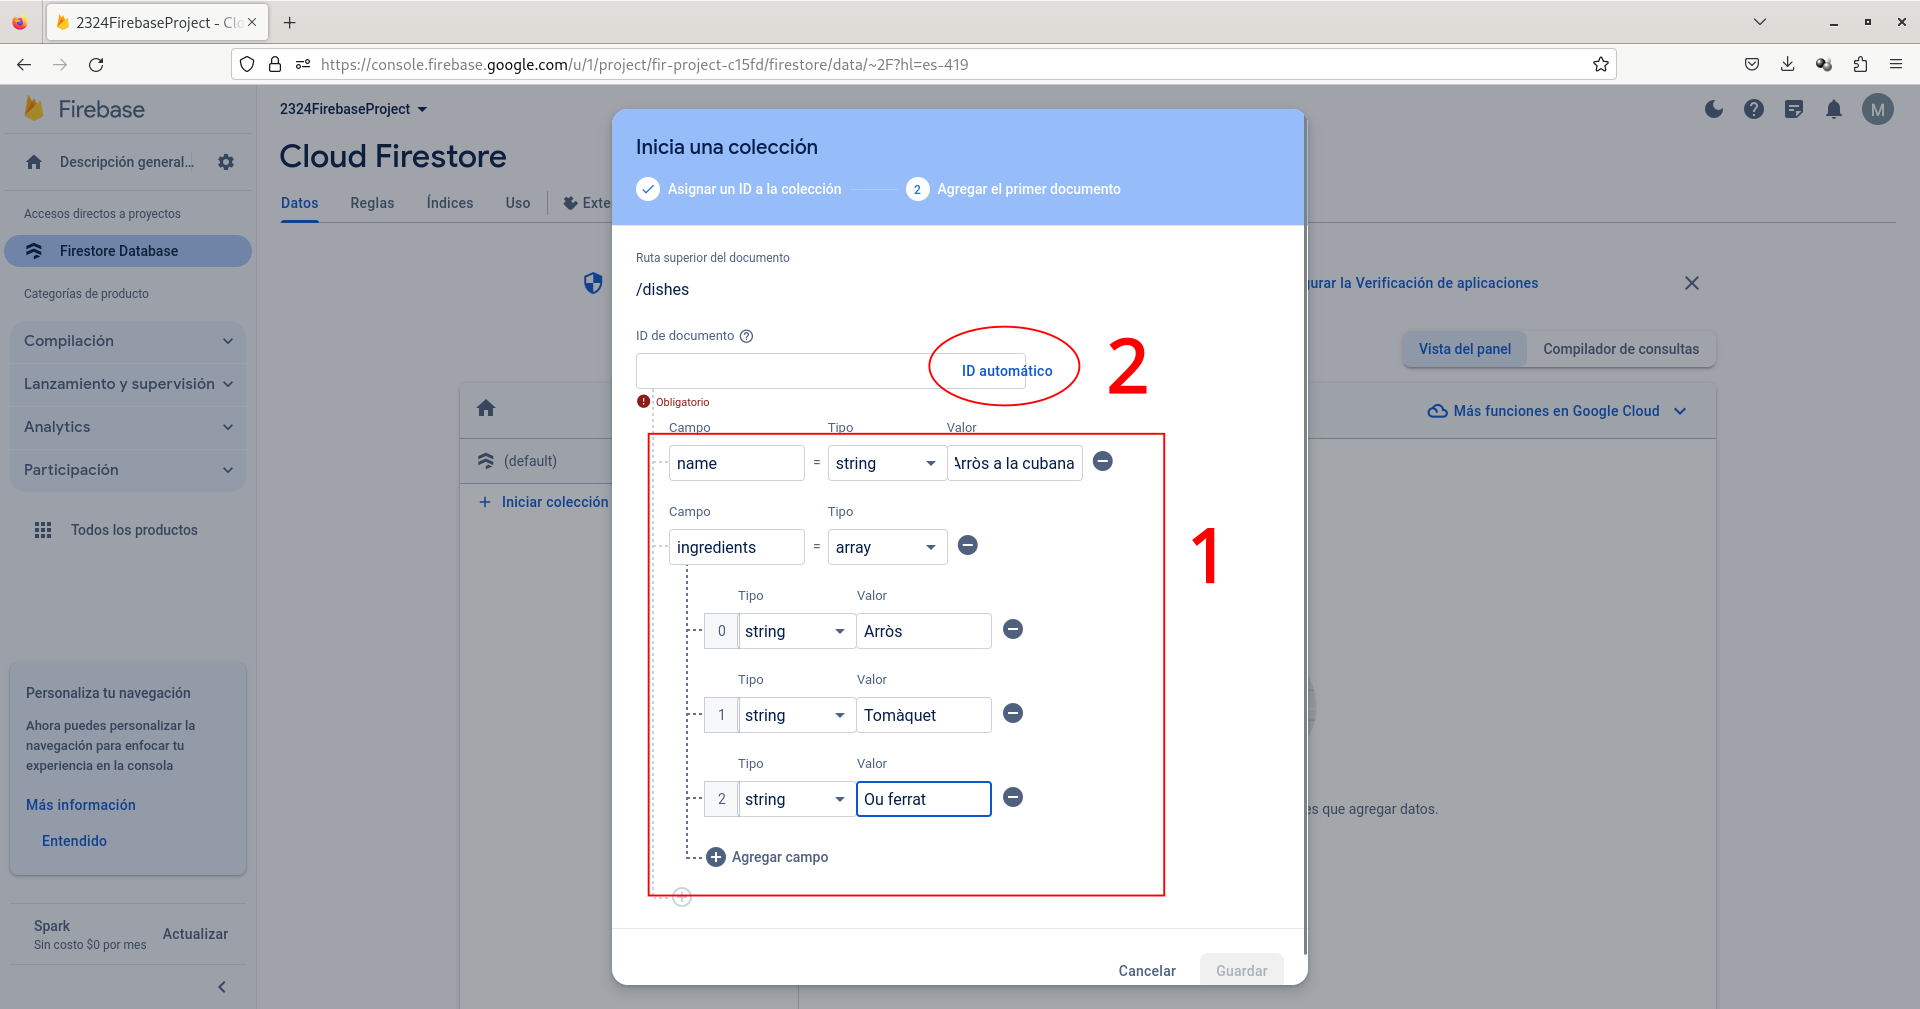 2324FirebaseProject - Clo
https://console.firebase.google.com/u/1/project/fir-project-c15fd/firestore/data/~2F?hl=es-419
Firebase
2324FirebaseProject
M
Descripción general...
Cloud Firestore
Accesos directos a proyectos
Datos
Reglas
Índices
Uso
Exte
Firestore Database
Categorías de producto
Compilación
Lanzamiento y supervisión
Analytics
Participación
Todos los productos
Personaliza tu navegación
Ahora puedes personalizar la
navegación para enfocar tu
experiencia en la consola
Más información
Entendido
Spark
Sin costo $0 por mes
Actualizar
(default)
Iniciar colección
Inicia una colección
Asignar un ID a la colección
2 Agregar el primer documento
Ruta superior del documento
/dishes
ID de documento
ID automático
2
Obligatorio
Campo Tipo Valor
name = string Arròs a la cubana
Campo Tipo
ingredients = array
1
Tipo Valor
0 string Arròs
Tipo Valor
1 string Tomàquet
Tipo Valor
2 string Ou ferrat
Agregar campo
Cancelar
Guardar
gurar la Verificación de aplicaciones
Vista del panel
Compilador de consultas
Más funciones en Google Cloud
es que agregar datos.